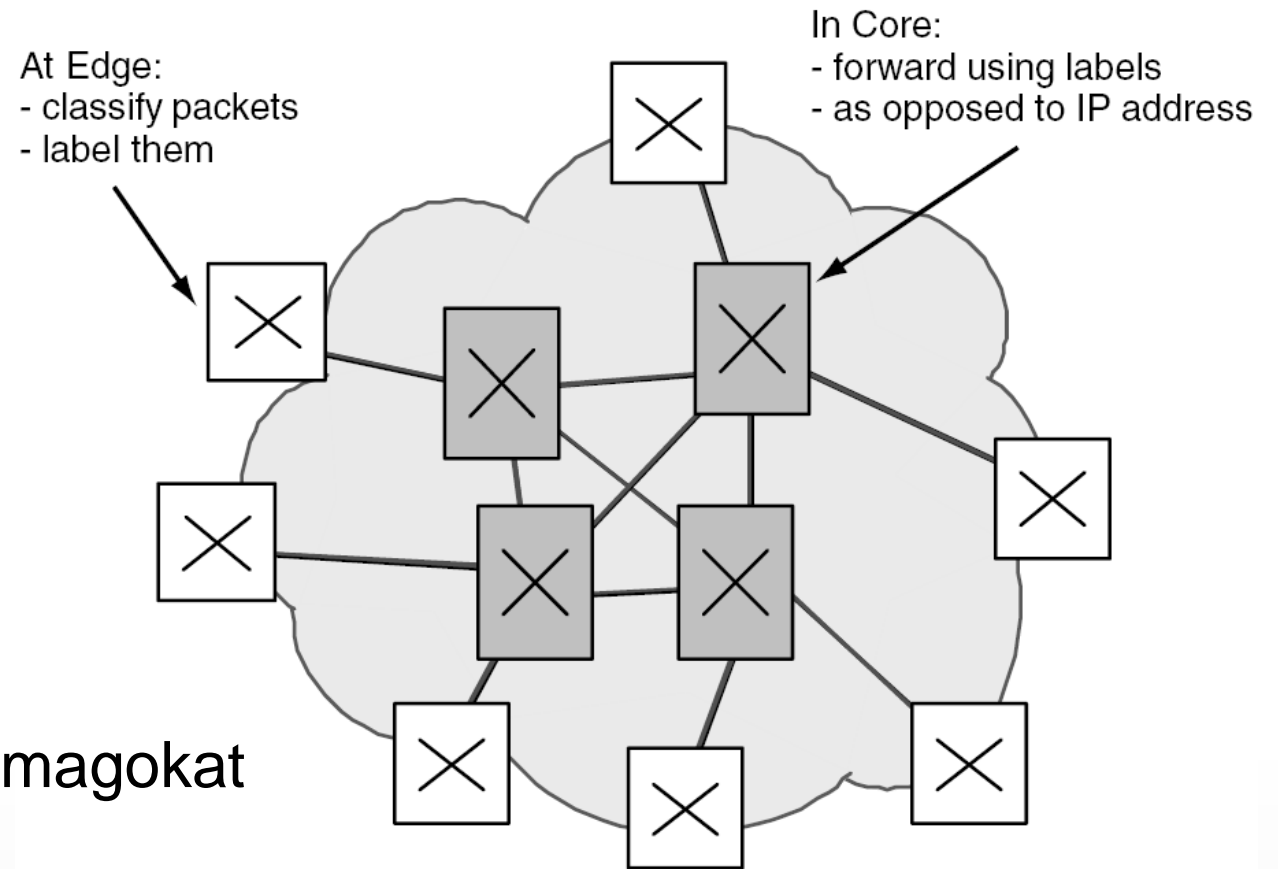 At Edge:
- classify packets
- label them
In Core:
- forward using labels
- as opposed to IP address
magokat